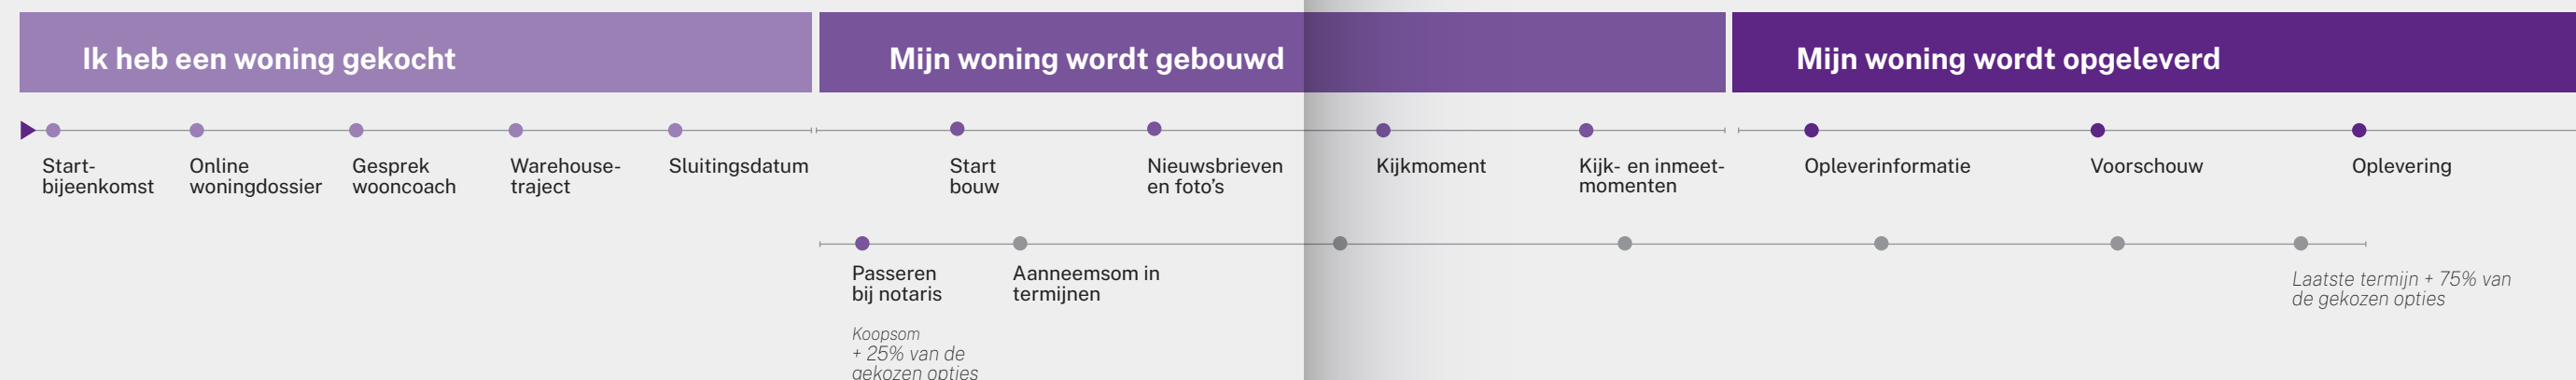 Ik heb een woning gekocht
Mijn woning wordt gebouwd
Mijn woning wordt opgeleverd
Start-
bijeenkomst
Online
woningdossier
Gesprek
wooncoach
Warehouse-
traject
Sluitingsdatum
Start
bouw
Nieuwsbrieven
en foto's
Kijkmoment
Kijk- en inmeet-
momenten
Opleverinformatie
Voorschouw
Oplevering
Passeren
bij notaris
Koopsom
+ 25% van de
gekozen opties
Aanneemsom in
termijnen
Laatste termijn + 75% van
de gekozen opties